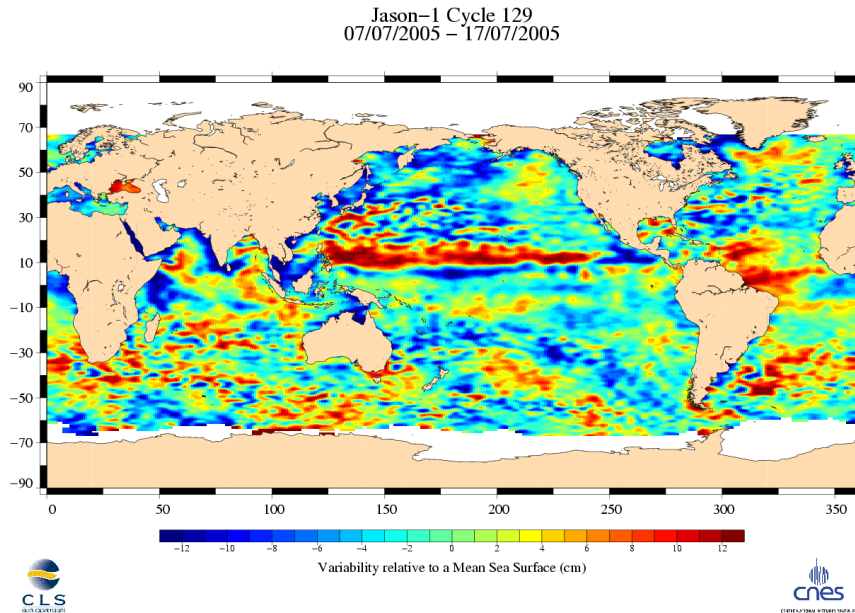 Jason−1 Cycle 129
07/07/2005 − 17/07/2005
90
70
50
30
10
−10
−30
−50
−70
−90
0 50 100 150 200 250 300 350
−12 −10 −8 −6 −4 −2 0 2 4 6 8 10 12
Variability relative to a Mean Sea Surface (cm)
CLS
cnes